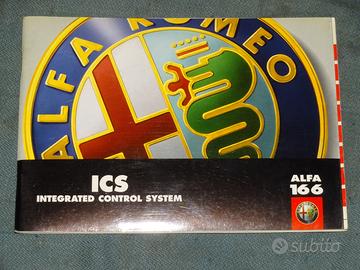 ALFA ROMEO
ICS
INTEGRATED CONTROL SYSTEM
ALFA
166
subito